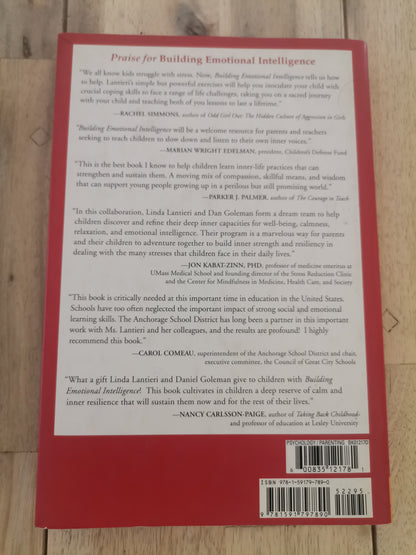 Praise for Building Emotional Intelligence
"We all know kids struggle with stress. Now, Building Emotional Intelligence tells us how
to help. Lantieri's simple but powerful exercises will help you inoculate your child with
crucial coping skills to face a range of life challenges, taking you on a sacred journey
with your child and teaching both of you lessons to last a lifetime."
—RACHEL SIMMONS, author of Odd Girl Out: The Hidden Culture of Aggression in Girls
"Building Emotional Intelligence will be a welcome resource for parents and teachers
seeking to teach children to slow down and listen to their own inner voices."
—MARIAN WRIGHT EDELMAN, president, Children's Defense Fund
"This is the best book I know to help children learn inner-life practices that can
strengthen and sustain them. A moving mix of compassion, skillful means, and wisdom
that can support young people growing up in a perilous but still promising world."
—PARKER J. PALMER, author of The Courage to Teach
"In this collaboration, Linda Lantieri and Dan Goleman form a dream team to help
children discover and refine their deep inner capacities for well-being, calmness,
relaxation, and emotional intelligence. Their program is a marvelous way for parents
and their children to adventure together to build inner strength and resiliency in
dealing with the many stresses that children face in their daily lives."
—JON KABAT-ZINN, PHD, professor of medicine emeritus at
UMass Medical School and founding director of the Stress Reduction Clinic
and the Center for Mindfulness in Medicine, Health Care, and Society
"This book is critically needed at this important time in education in the United States.
Schools have too often neglected the important impact of strong social and emotional
learning skills. The Anchorage School District has long been a partner in this important
work with Ms. Lantieri and her colleagues, and the results are profound! I highly
recommend this book."
—CAROL COMEAU, superintendent of the Anchorage School District and chair,
executive committee, the Council of Great City Schools
"What a gift Linda Lantieri and Daniel Goleman give to children with Building
Emotional Intelligence! This book cultivates in children a deep reserve of calm and
inner resilience that will sustain them now and for the rest of their lives."
—NANCY CARLSSON-PAIGE, author of Taking Back Childhood
and professor of education at Lesley University
PSYCHOLOGY/PARENTING BK01217D
6 00835 12178 1
ISBN 978-1-59179-789-0
52295
9 781591 797890